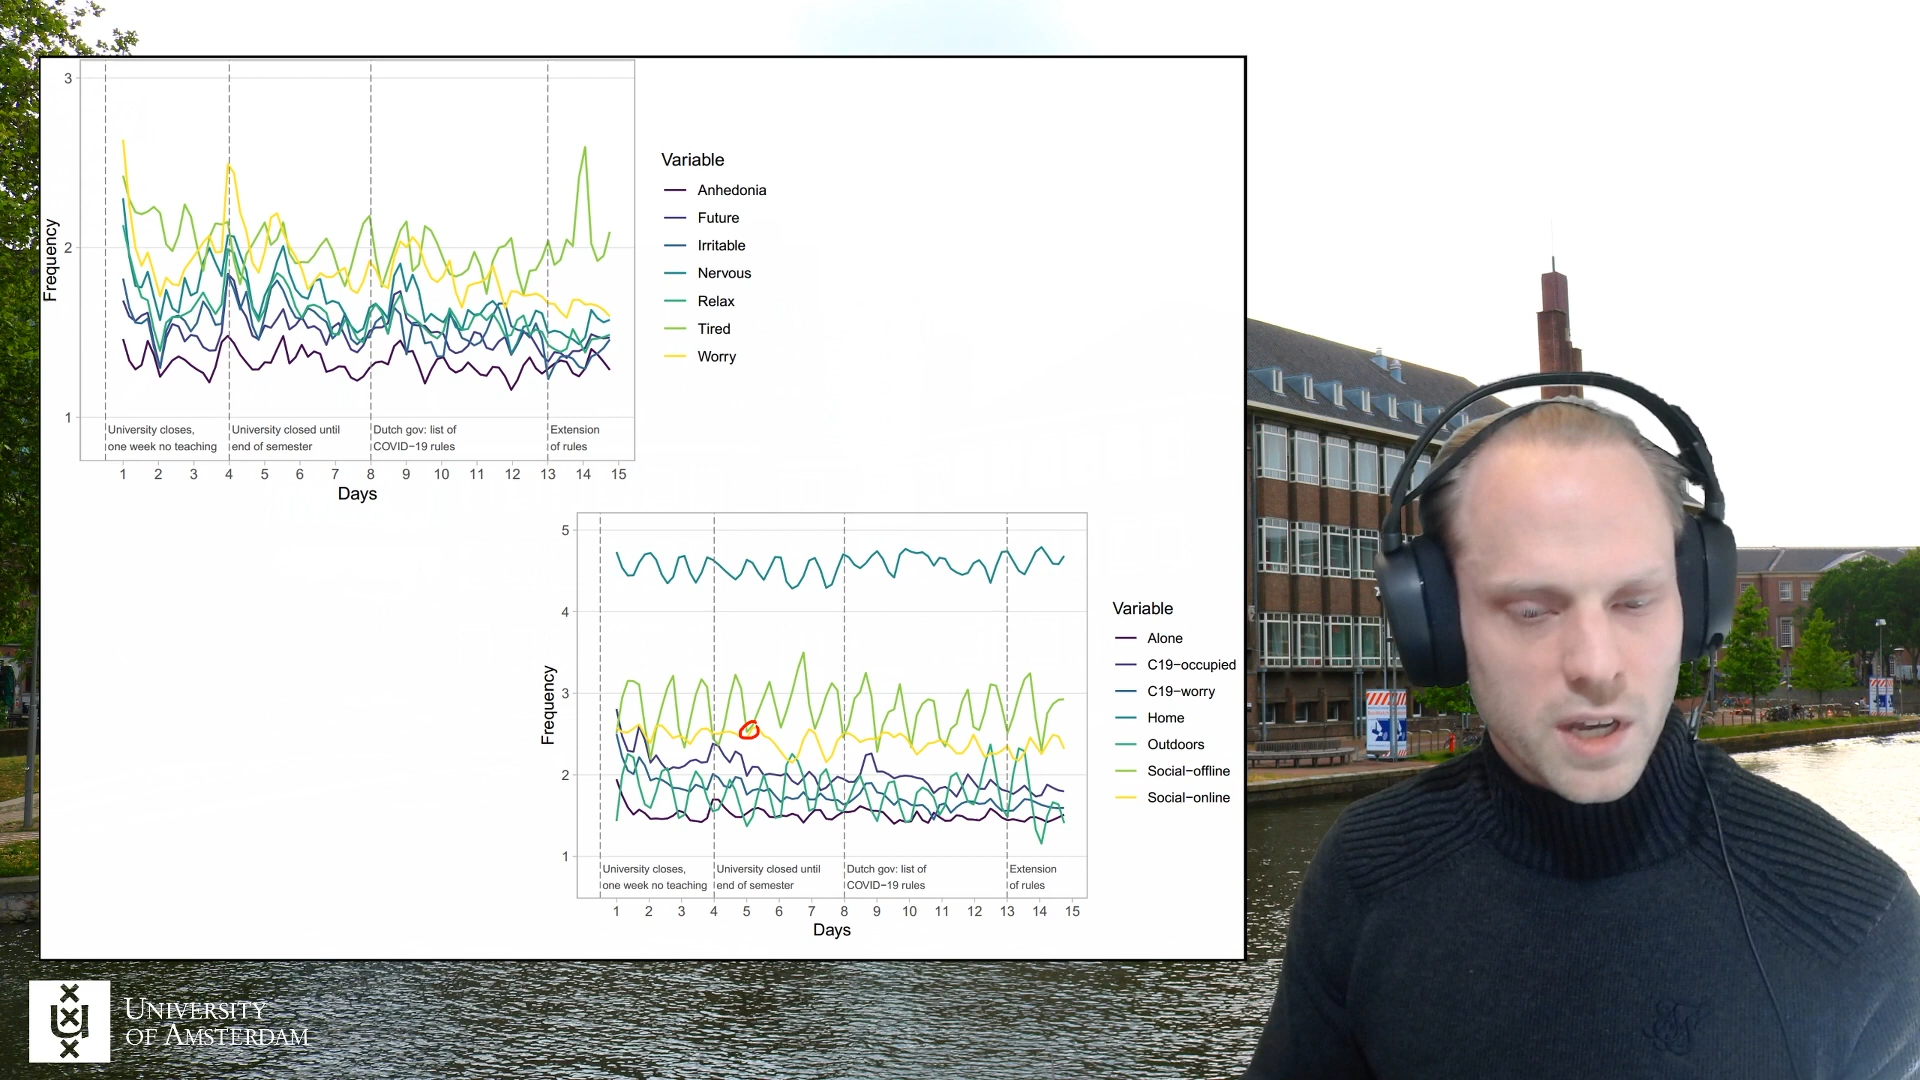 3
2
1
Frequency
University closes,
one week no teaching
University closed until
end of semester
Dutch gov: list of
COVID−19 rules
Extension
of rules
1 2 3 4 5 6 7 8 9 10 11 12 13 14 15
Days
Variable
Anhedonia
Future
Irritable
Nervous
Relax
Tired
Worry
5
4
3
2
1
Frequency
University closes,
one week no teaching
University closed until
end of semester
Dutch gov: list of
COVID−19 rules
Extension
of rules
1 2 3 4 5 6 7 8 9 10 11 12 13 14 15
Days
Variable
Alone
C19−occupied
C19−worry
Home
Outdoors
Social−offline
Social−online
UNIVERSITY
OF AMSTERDAM